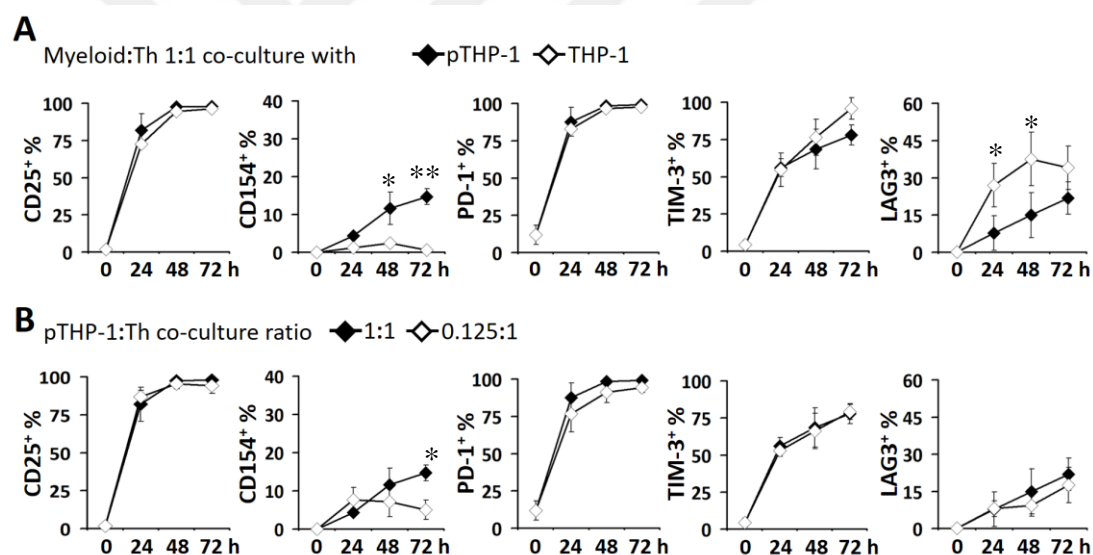 A
Myeloid:Th 1:1 co-culture with pTHP-1 THP-1
CD25⁺ %
100
75
50
25
0
0 24 48 72 h
CD154⁺ %
40
30
20
10
0
* **
0 24 48 72 h
PD-1⁺ %
100
75
50
25
0
0 24 48 72 h
TIM-3⁺ %
100
75
50
25
0
0 24 48 72 h
LAG3⁺ %
60
45
30
15
0
* *
0 24 48 72 h
B
pTHP-1:Th co-culture ratio 1:1 0.125:1
CD25⁺ %
100
75
50
25
0
0 24 48 72 h
CD154⁺ %
40
30
20
10
0
*
0 24 48 72 h
PD-1⁺ %
100
75
50
25
0
0 24 48 72 h
TIM-3⁺ %
100
75
50
25
0
0 24 48 72 h
LAG3⁺ %
60
45
30
15
0
0 24 48 72 h